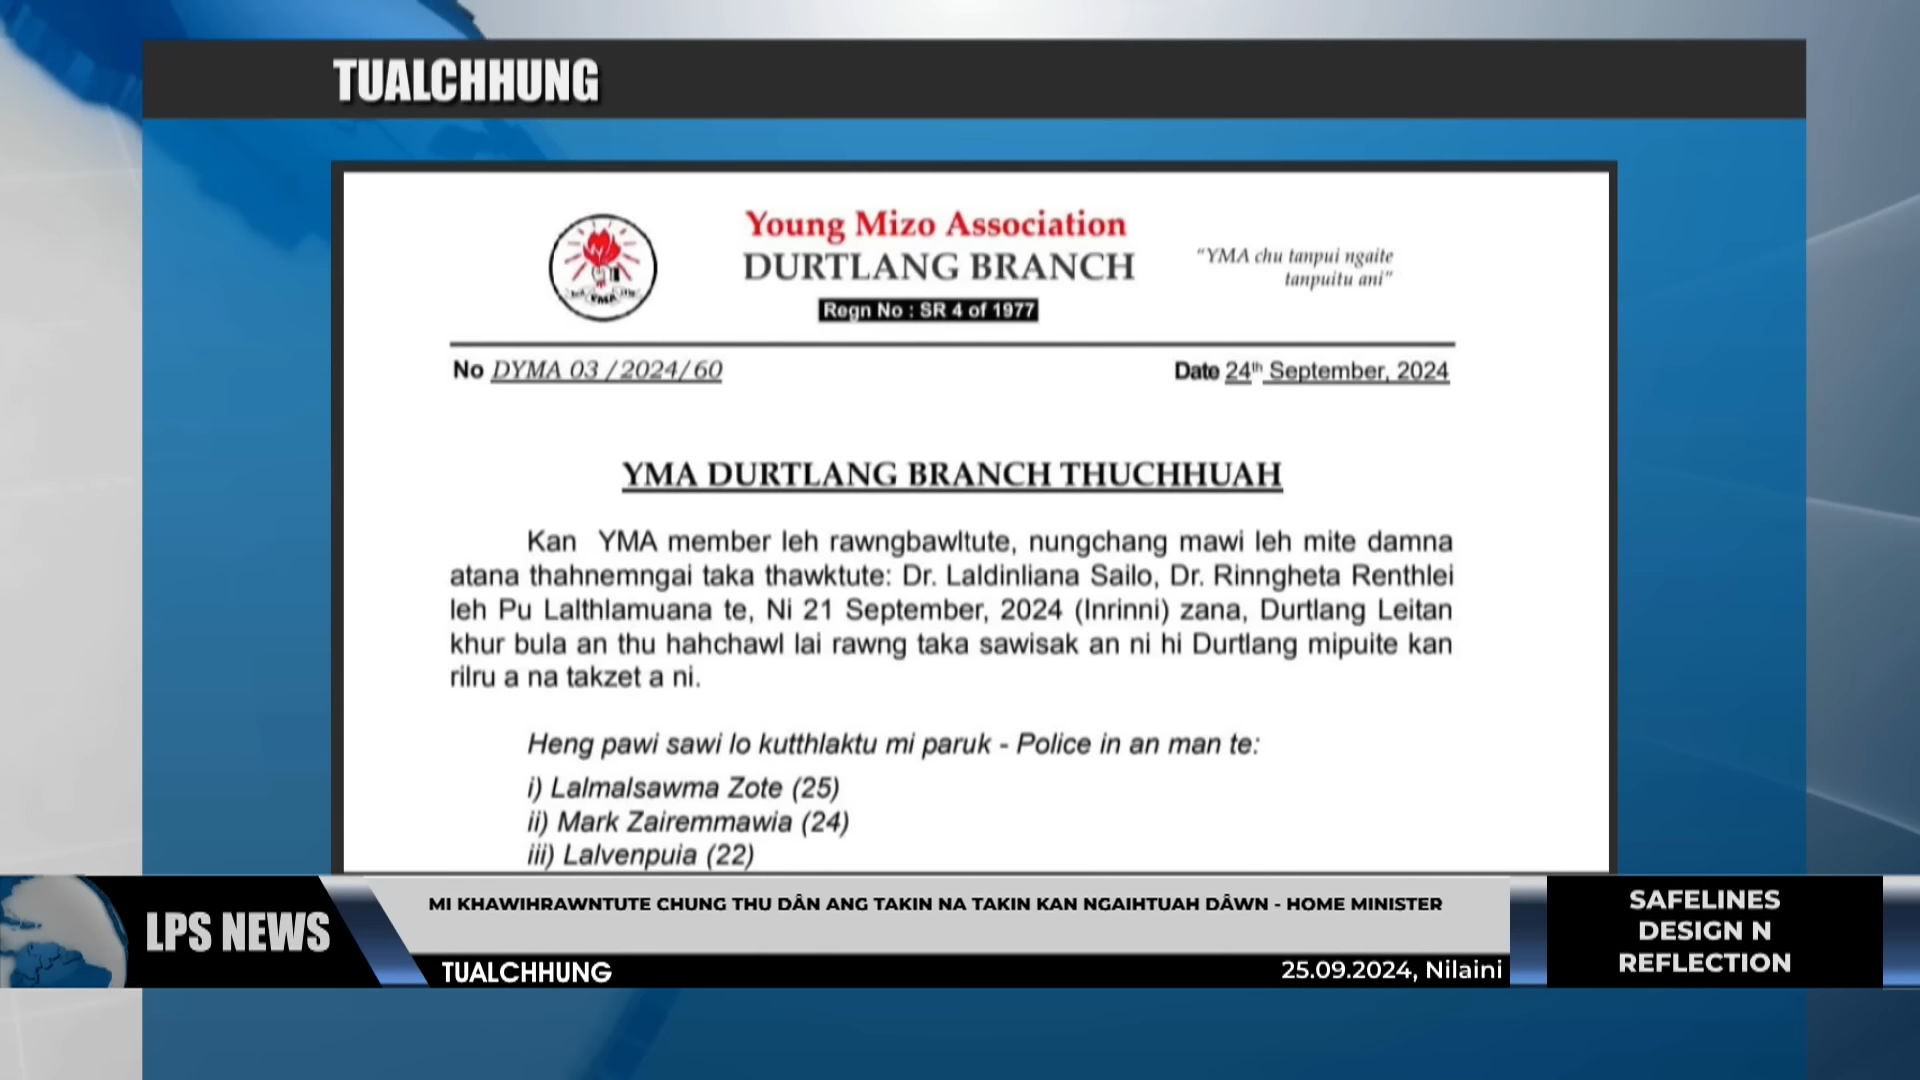 TUALCHHUNG
Young Mizo Association
DURTLANG BRANCH
Regn No : SR 4 of 1977
“YMA chu tanpui ngaite
tanpuitu ani”
No DYMA 03 /2024/60
Date 24th September, 2024
YMA DURTLANG BRANCH THUCHHUAH
Kan YMA member leh rawngbawltute, nungchang mawi leh mite damna
atana thahnemngai taka thawktute: Dr. Laldinliana Sailo, Dr. Rinngheta Renthlei
leh Pu Lalthlamuana te, Ni 21 September, 2024 (Inrinni) zana, Durtlang Leitan
khur bula an thu hahchawl lai rawng taka sawisak an ni hi Durtlang mipuite kan
rilru a na takzet a ni.
Heng pawi sawi lo kutthlaktu mi paruk - Police in an man te:
i) Lalmalsawma Zote (25)
ii) Mark Zairemmawia (24)
iii) Lalvenpuia (22)
LPS NEWS
MI KHAWIHRAWNTUTE CHUNG THU DÂN ANG TAKIN NA TAKIN KAN NGAIHTUAH DÂWN - HOME MINISTER
TUALCHHUNG
25.09.2024, Nilaini
SAFELINES
DESIGN N
REFLECTION